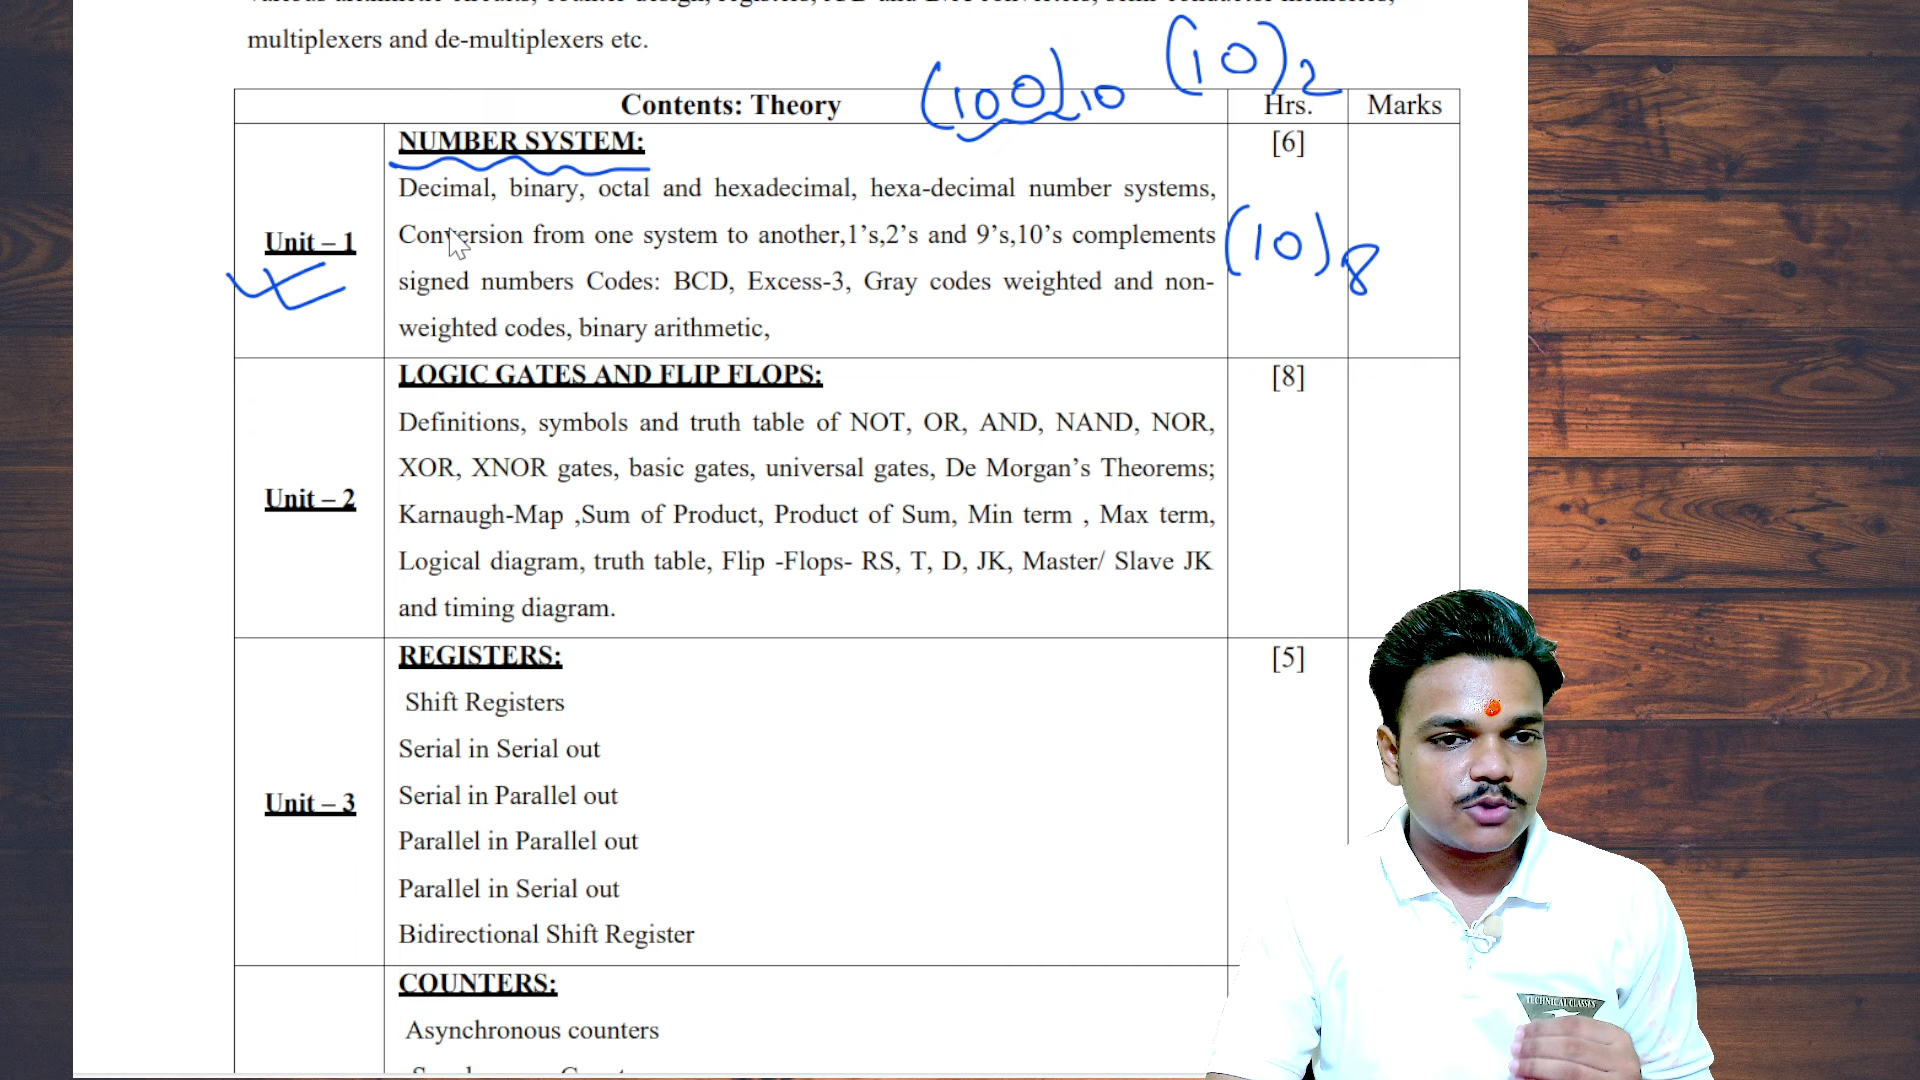 multiplexers and de-multiplexers etc.
(10)2
(100)10
Contents: Theory
Hrs.
Marks
NUMBER SYSTEM:
[6]
Decimal, binary, octal and hexadecimal, hexa-decimal number systems,
Conversion from one system to another,1’s,2’s and 9’s,10’s complements
Unit – 1
(10)8
signed numbers Codes: BCD, Excess-3, Gray codes weighted and non-
weighted codes, binary arithmetic,
LOGIC GATES AND FLIP FLOPS:
[8]
Definitions, symbols and truth table of NOT, OR, AND, NAND, NOR,
XOR, XNOR gates, basic gates, universal gates, De Morgan’s Theorems;
Unit – 2
Karnaugh-Map ,Sum of Product, Product of Sum, Min term , Max term,
Logical diagram, truth table, Flip -Flops- RS, T, D, JK, Master/ Slave JK
and timing diagram.
REGISTERS:
[5]
Shift Registers
Serial in Serial out
Serial in Parallel out
Unit – 3
Parallel in Parallel out
Parallel in Serial out
Bidirectional Shift Register
COUNTERS:
Asynchronous counters
TECHNICAL CLASSES